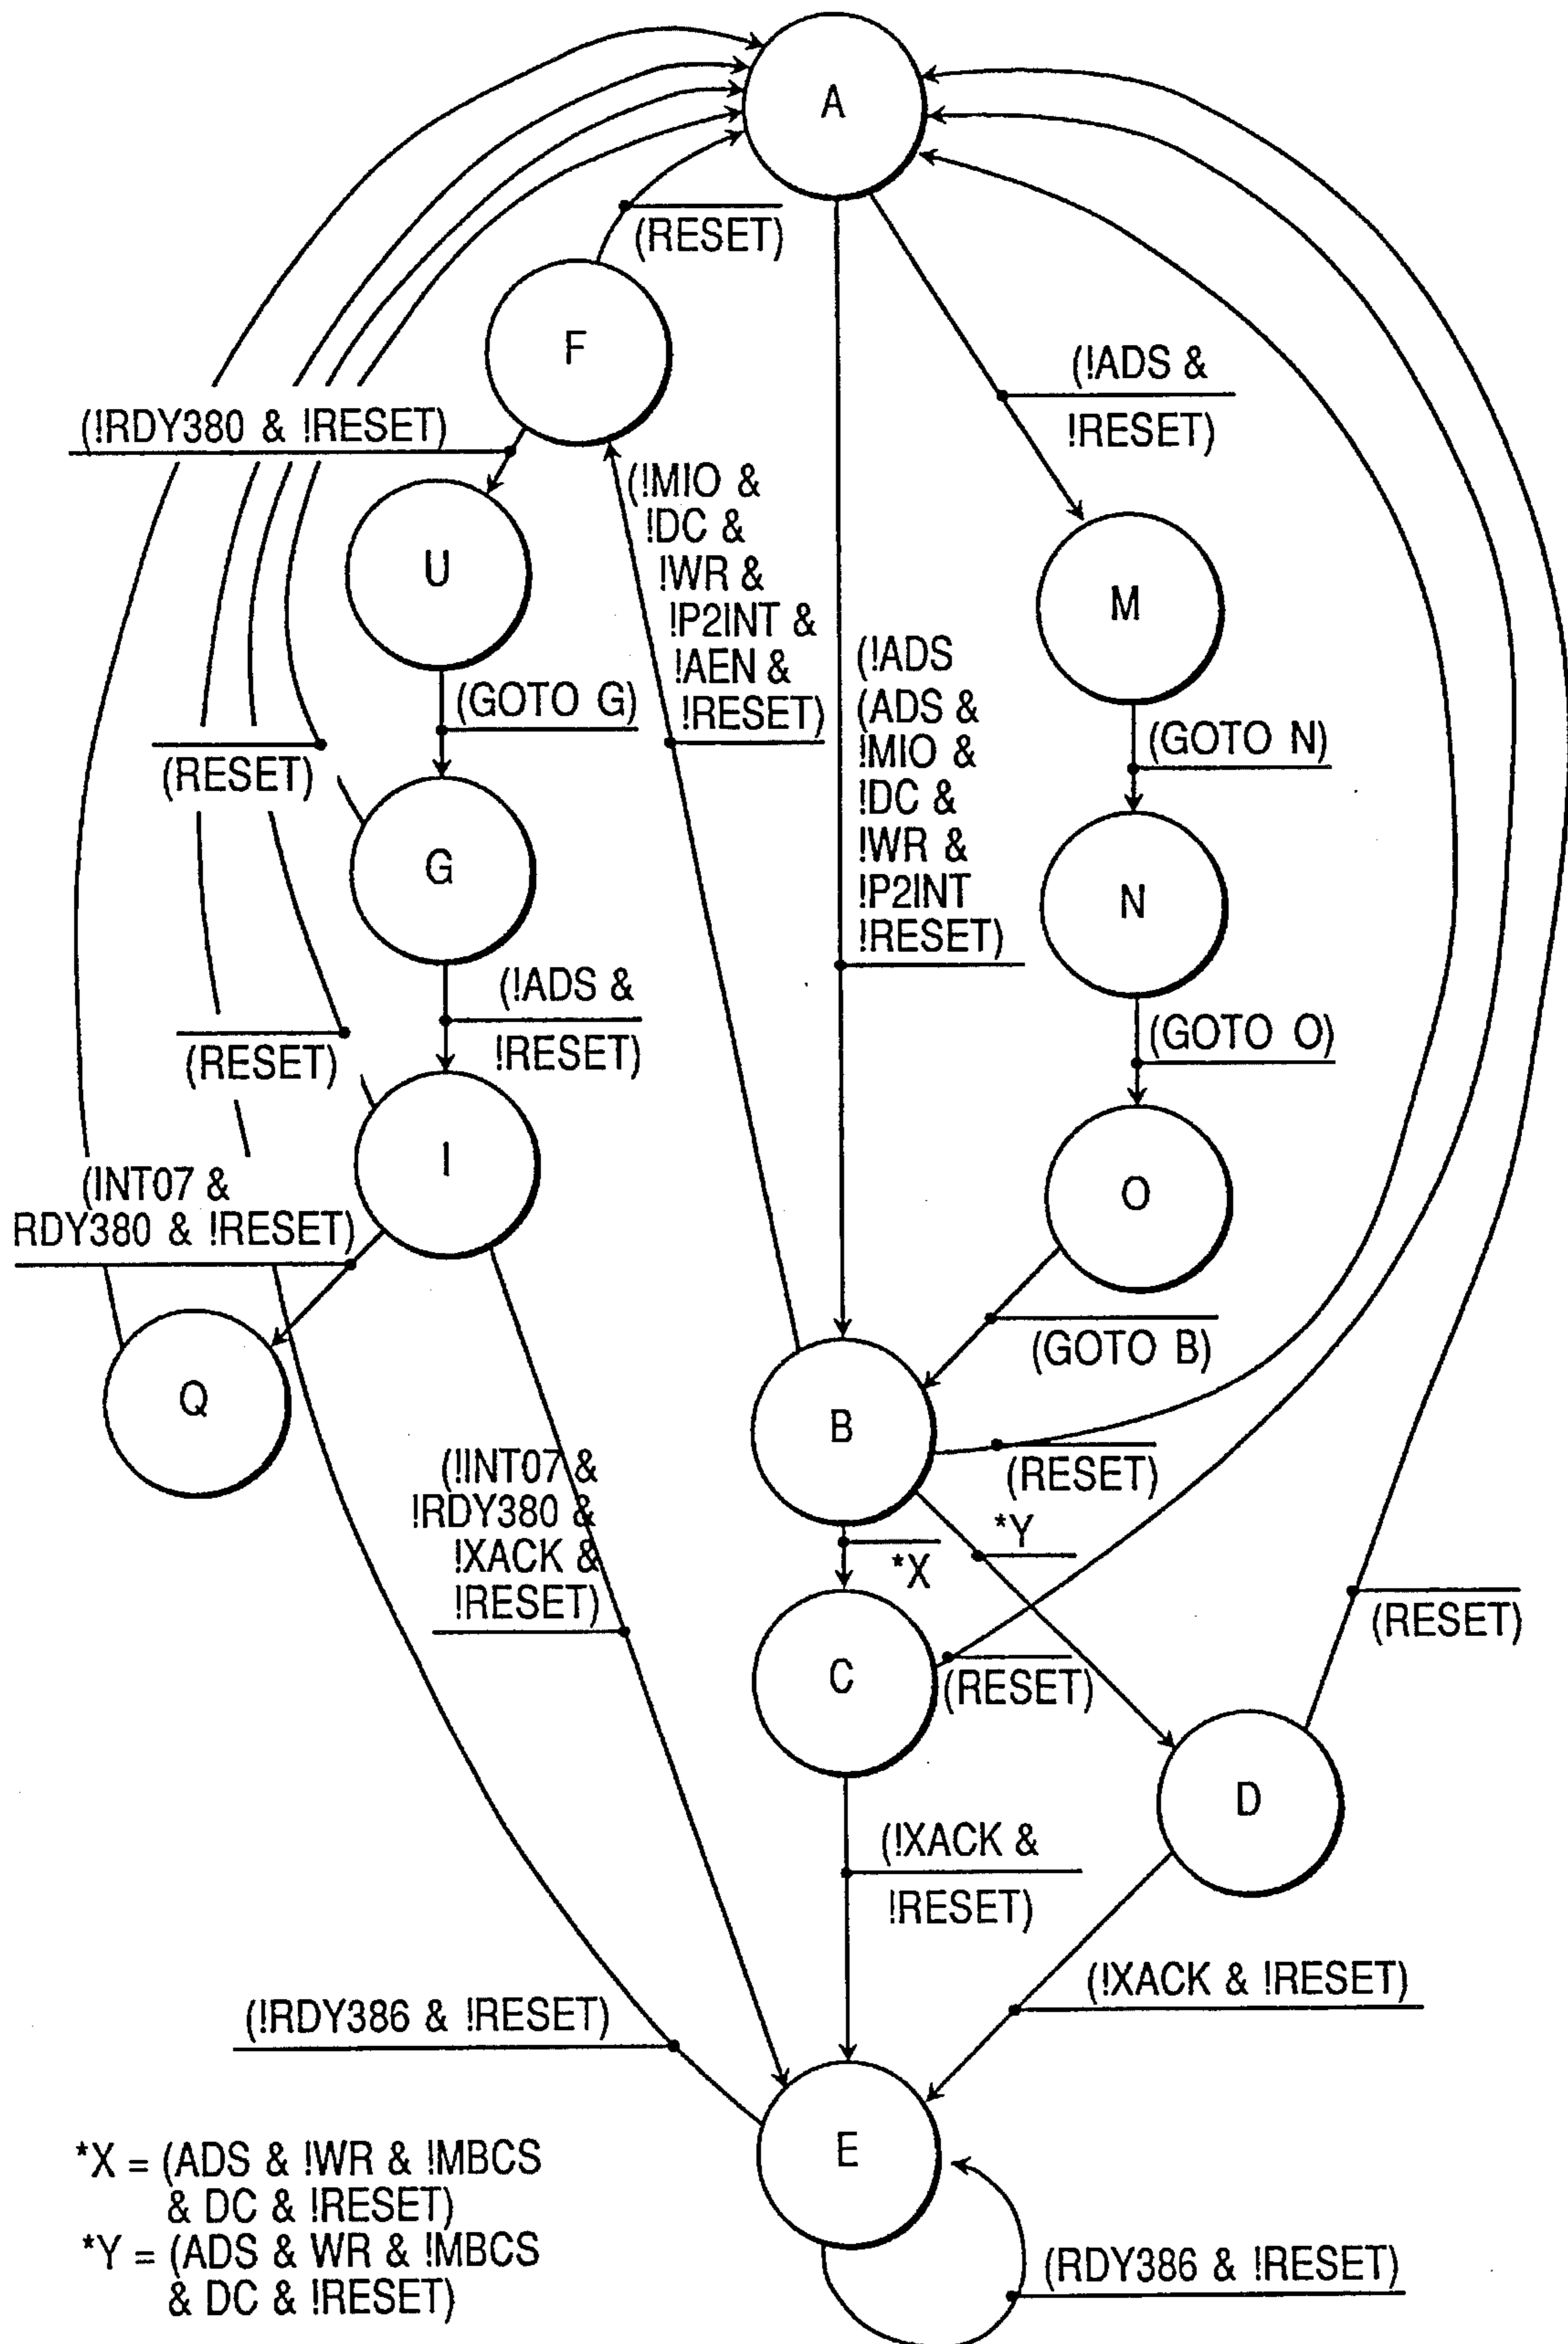 A
(RESET)
F
(!ADS &
!RESET)
(!RDY380 & !RESET)
(!MIO &
!DC &
!WR &
!P2INT &
!AEN &
!RESET)
U
M
(!ADS
(ADS &
!MIO &
!DC &
!WR &
!P2INT
!RESET)
(GOTO G)
(GOTO N)
(RESET)
G
N
(!ADS &
!RESET)
(GOTO O)
(RESET)
I
O
(INT07 &
RDY380 & !RESET)
(GOTO B)
Q
B
(RESET)
(!INT07 &
!RDY380 &
!XACK &
!RESET)
*Y
*X
(RESET)
C
(RESET)
D
(!XACK &
!RESET)
(!XACK & !RESET)
(!RDY386 & !RESET)
E
*X = (ADS & !WR & !MBCS
& DC & !RESET)
*Y = (ADS & WR & !MBCS
& DC & !RESET)
(RDY386 & !RESET)